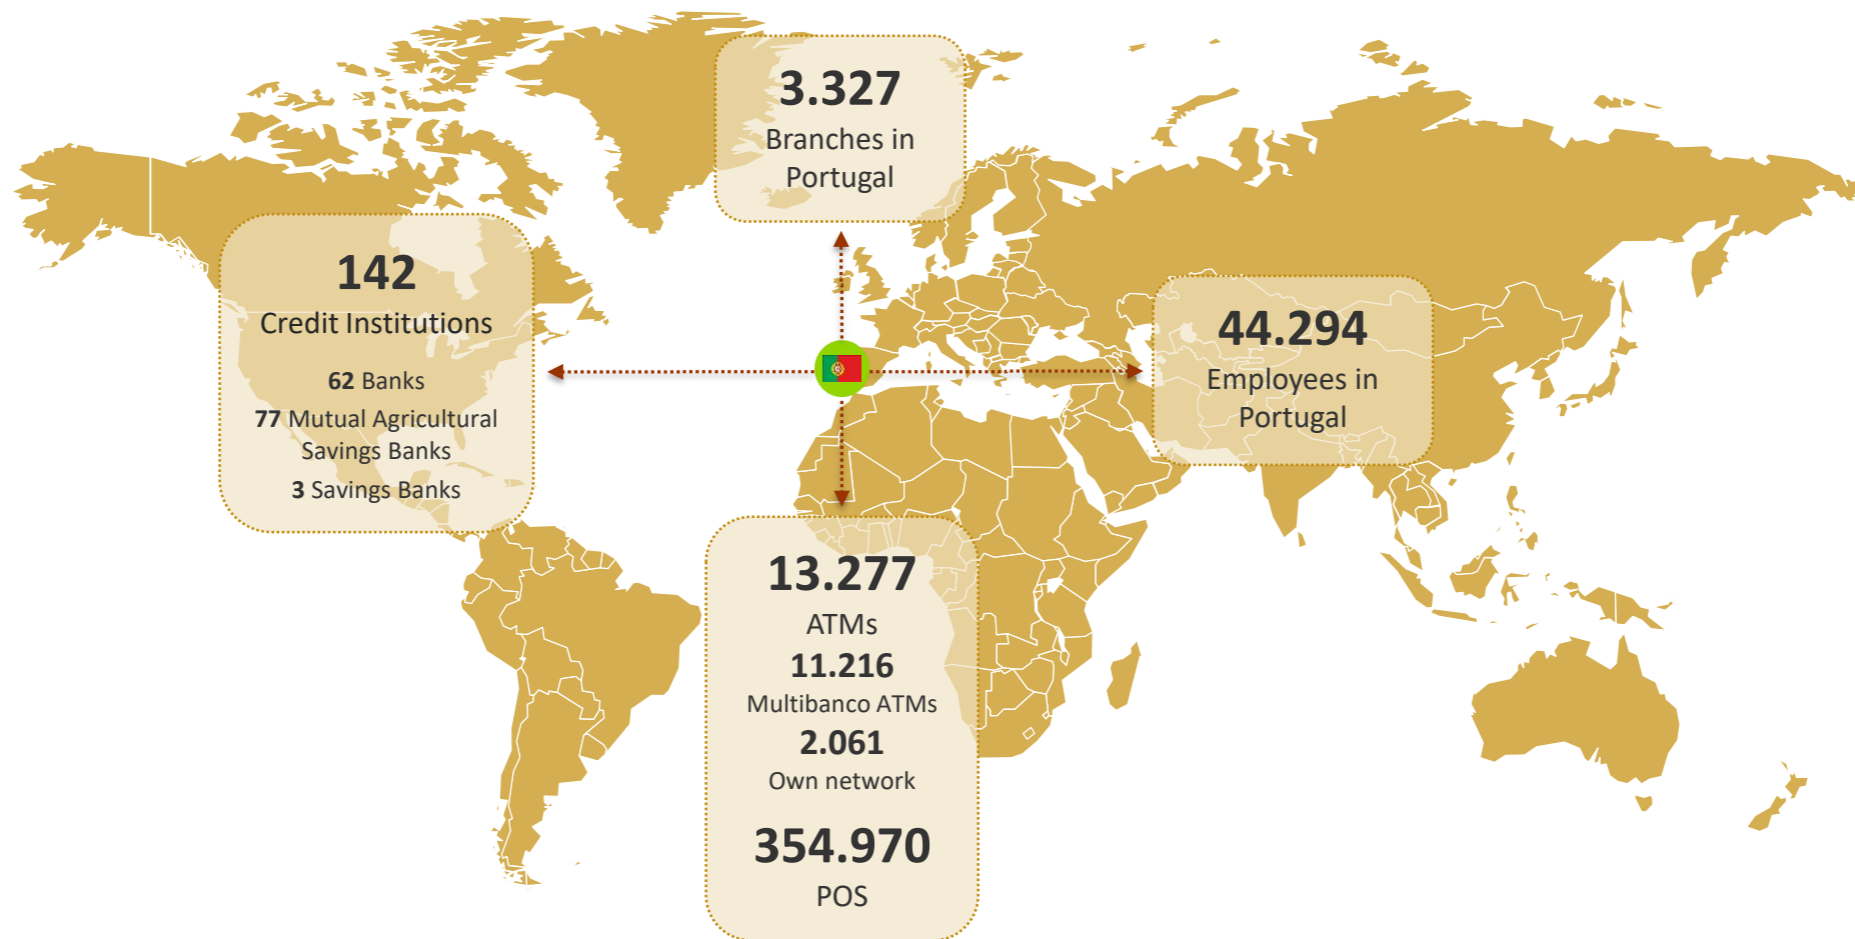 3.327
Branches in
Portugal
142
Credit Institutions
62 Banks
77 Mutual Agricultural
Savings Banks
3 Savings Banks
44.294
Employees in
Portugal
13.277
ATMs
11.216
Multibanco ATMs
2.061
Own network
354.970
POS